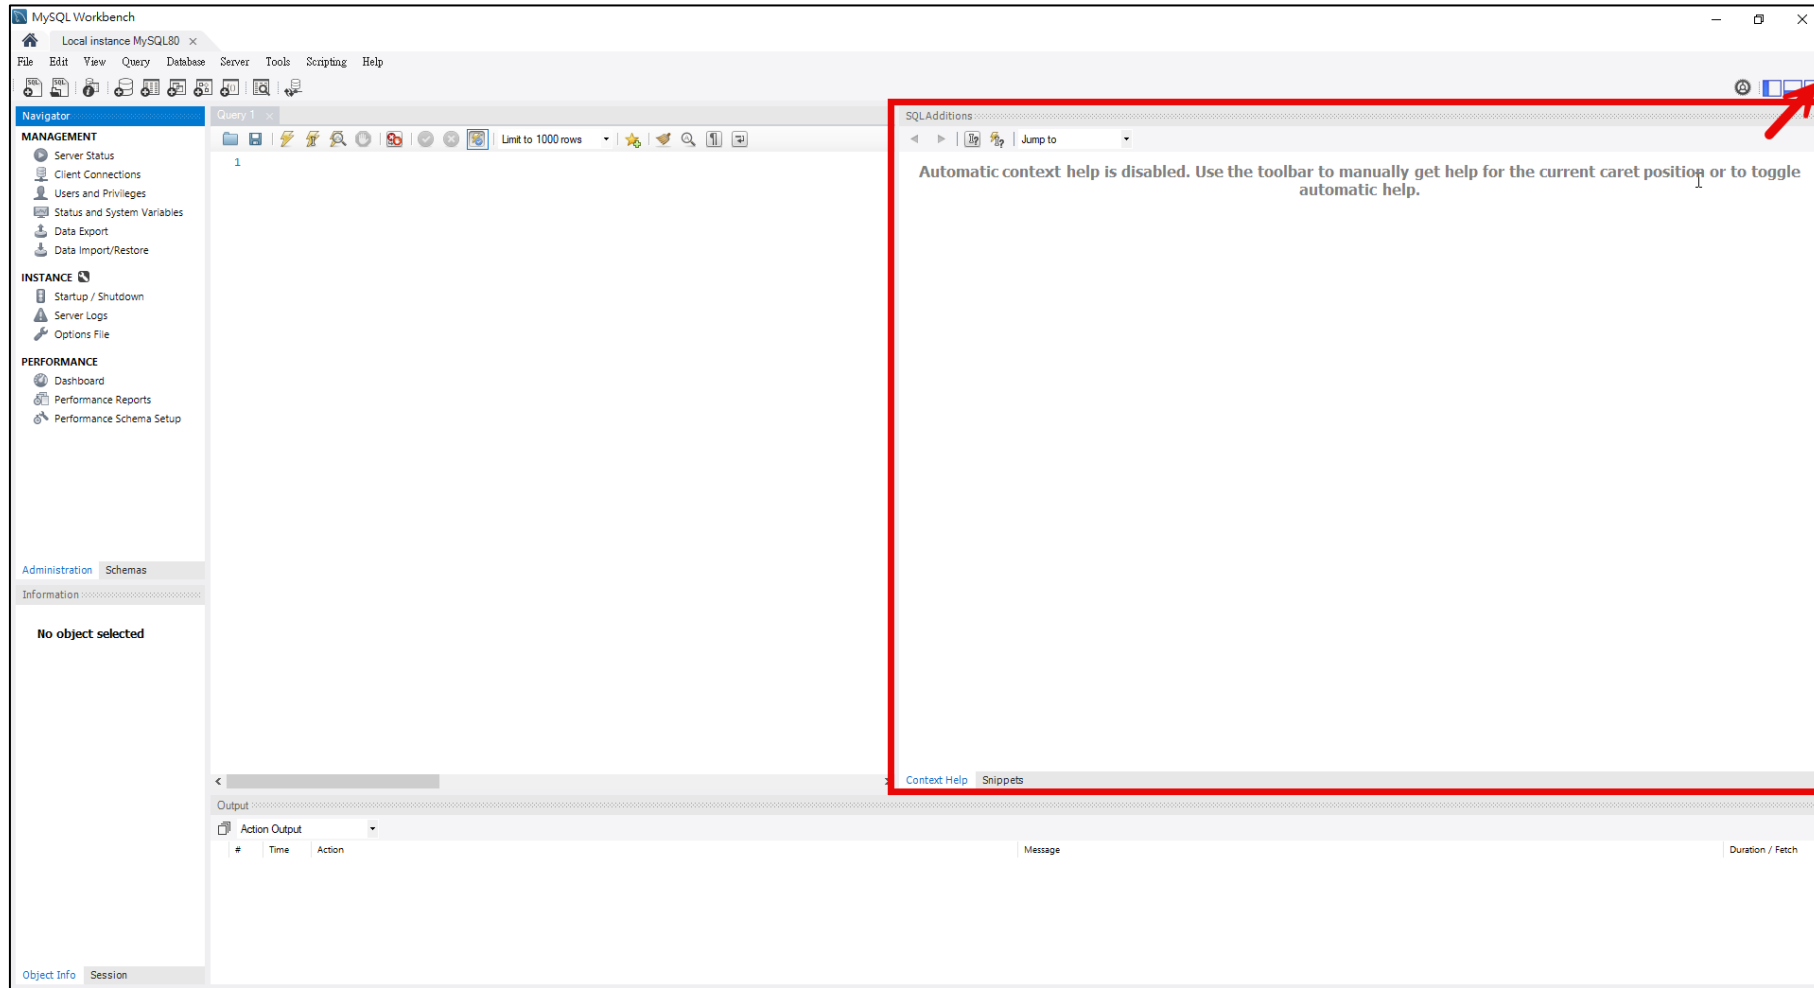 MySQL Workbench
Local instance MySQL80
File Edit View Query Database Server Tools Scripting Help
Navigator
MANAGEMENT
Server Status
Client Connections
Users and Privileges
Status and System Variables
Data Export
Data Import/Restore
INSTANCE
Startup / Shutdown
Server Logs
Options File
PERFORMANCE
Dashboard
Performance Reports
Performance Schema Setup
Administration Schemas
Information
No object selected
Object Info Session
Query 1
Limit to 1000 rows
1
SQLAdditions
Jump to
Automatic context help is disabled. Use the toolbar to manually get help for the current caret position or to toggle
automatic help.
Context Help Snippets
Output
Action Output
# Time Action Message Duration / Fetch